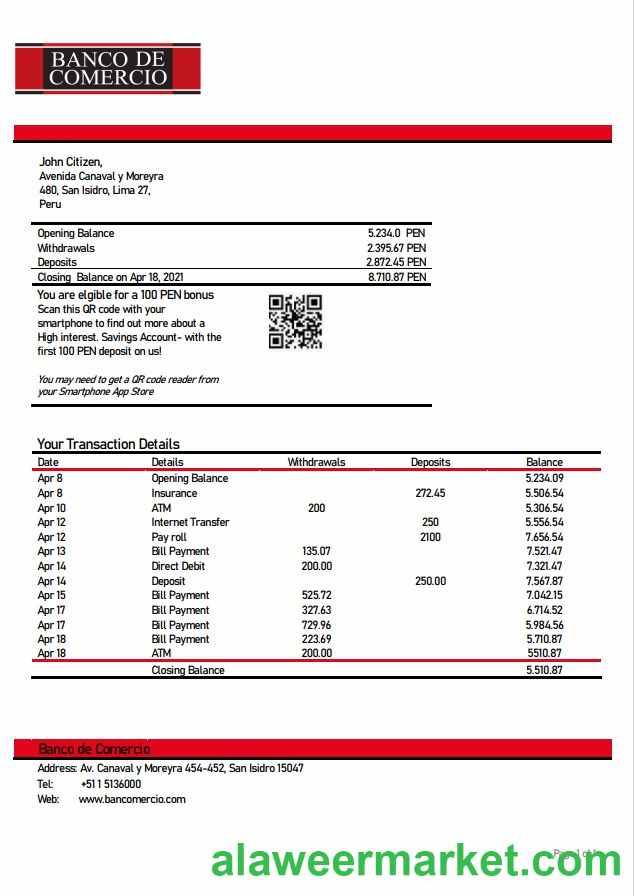 BANCO DE
COMERCIO
John Citizen,
Avenida Canaval y Moreyra
480, San Isidro, Lima 27,
Peru
Opening Balance 5.234.0 PEN
Withdrawals 2.395.67 PEN
Deposits 2.872.45 PEN
Closing Balance on Apr 18, 2021 8.710.87 PEN
You are elgible for a 100 PEN bonus
Scan this QR code with your
smartphone to find out more about a
High interest. Savings Account- with the
first 100 PEN deposit on us!
You may need to get a QR code reader from
your Smartphone App Store
Your Transaction Details
Date Details Withdrawals Deposits Balance
Apr 8 Opening Balance 5.234.09
Apr 8 Insurance 272.45 5.506.54
Apr 10 ATM 200 5.306.54
Apr 12 Internet Transfer 250 5.556.54
Apr 12 Pay roll 2100 7.656.54
Apr 13 Bill Payment 135.07 7.521.47
Apr 14 Direct Debit 200.00 7.321.47
Apr 14 Deposit 250.00 7.567.87
Apr 15 Bill Payment 525.72 7.042.15
Apr 17 Bill Payment 327.63 6.714.52
Apr 17 Bill Payment 729.96 5.984.56
Apr 18 Bill Payment 223.69 5.710.87
Apr 18 ATM 200.00 5510.87
Closing Balance 5.510.87
Banco de Comercio
Address: Av. Canaval y Moreyra 454-452, San Isidro 15047
Tel: +51 1 5136000
Web: www.bancomercio.com
alaweermarket.com